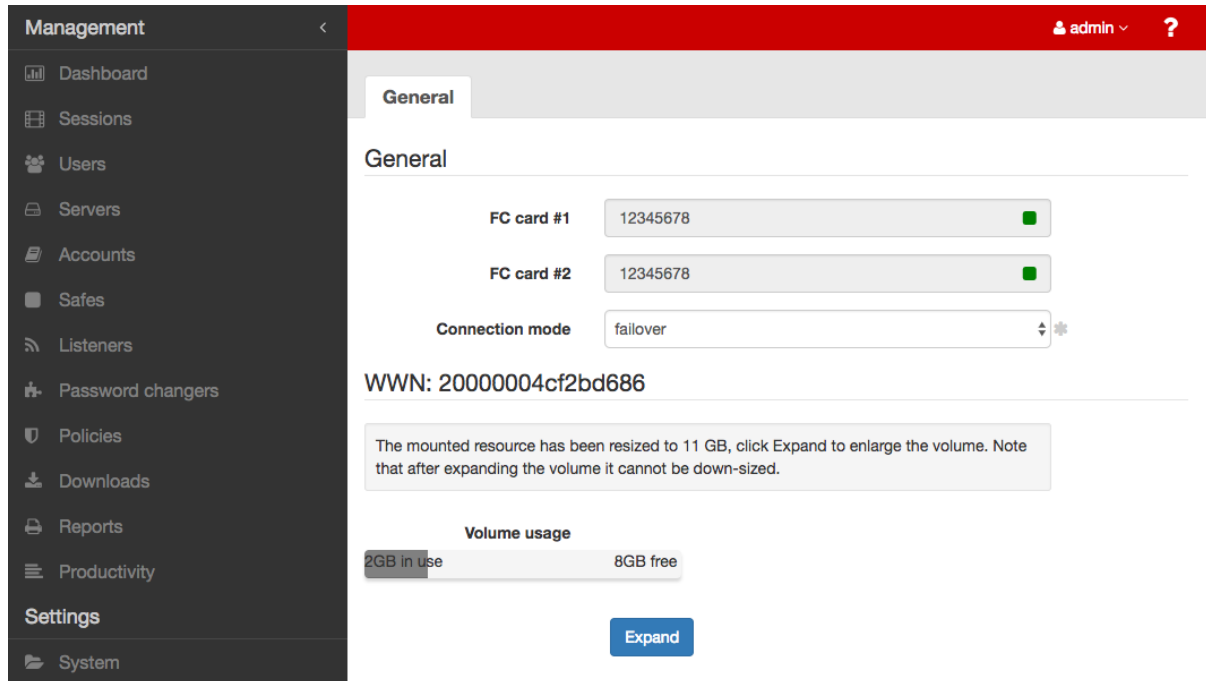 Management
admin
?
Dashboard
Sessions
Users
Servers
Accounts
Safes
Listeners
Password changers
Policies
Downloads
Reports
Productivity
Settings
System
General
General
FC card #1
12345678
FC card #2
12345678
Connection mode
failover
WWN: 20000004cf2bd686
The mounted resource has been resized to 11 GB, click Expand to enlarge the volume. Note
that after expanding the volume it cannot be down-sized.
Volume usage
2GB in use
8GB free
Expand